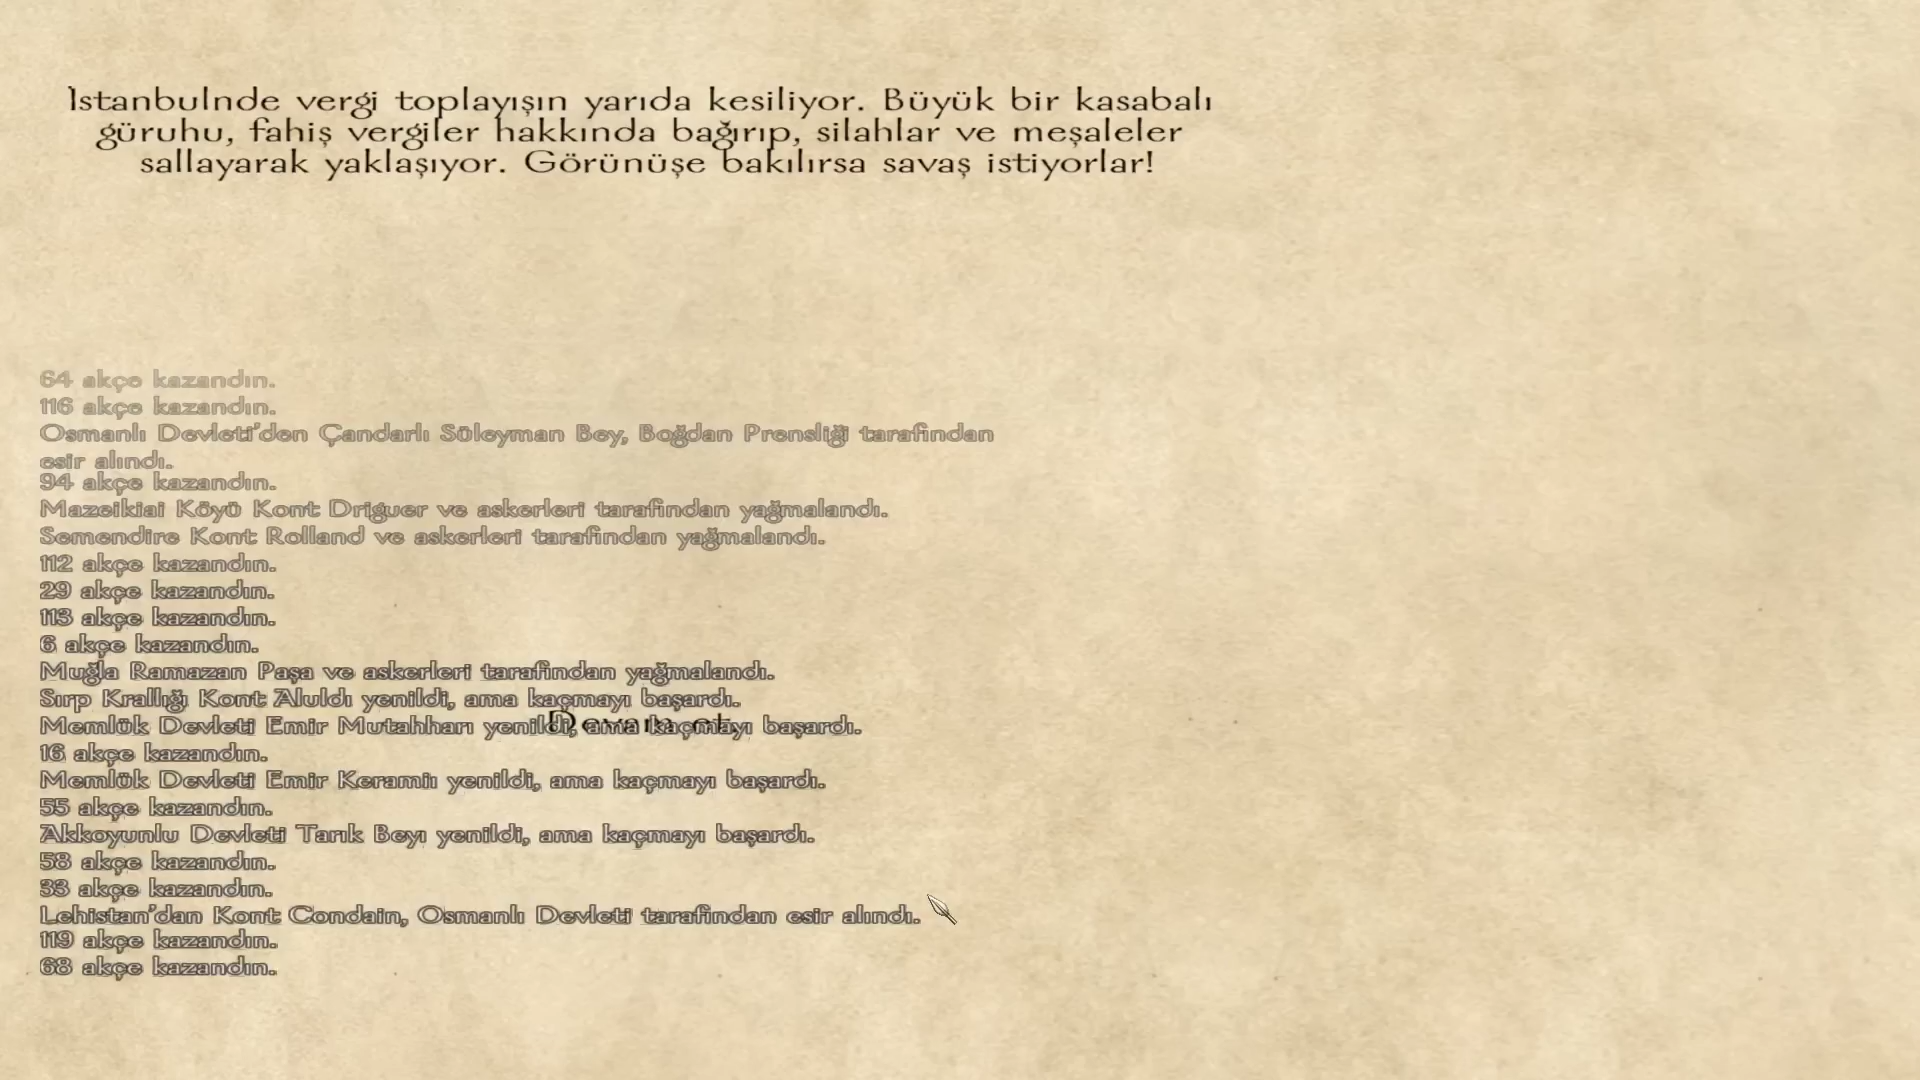 İstanbulnde vergi toplayışın yarıda kesiliyor. Büyük bir kasabalı
güruhu, fahiş vergiler hakkında bağırıp, silahlar ve meşaleler
sallayarak yaklaşıyor. Görünüşe bakılırsa savaş istiyorlar!
64 akçe kazandın.
116 akçe kazandın.
Osmanlı Devleti'den Çandarlı Süleyman Bey, Boğdan Prensliği tarafından
esir alındı.
94 akçe kazandın.
Mazeikiai Köyü Kont Driguer ve askerleri tarafından yağmalandı.
Semendire Kont Rolland ve askerleri tarafından yağmalandı.
112 akçe kazandın.
29 akçe kazandın.
113 akçe kazandın.
6 akçe kazandın.
Muğla Ramazan Paşa ve askerleri tarafından yağmalandı.
Sırp Krallığı Kont Aluldı yenildi, ama kaçmayı başardı.
Devam et.
Memlük Devleti Emir Mutahharı yenildi, ama kaçmayı başardı.
16 akçe kazandın.
Memlük Devleti Emir Keramiı yenildi, ama kaçmayı başardı.
55 akçe kazandın.
Akkoyunlu Devleti Tarık Beyı yenildi, ama kaçmayı başardı.
58 akçe kazandın.
33 akçe kazandın.
Lehistan'dan Kont Condain, Osmanlı Devleti tarafından esir alındı.
119 akçe kazandın.
68 akçe kazandın.